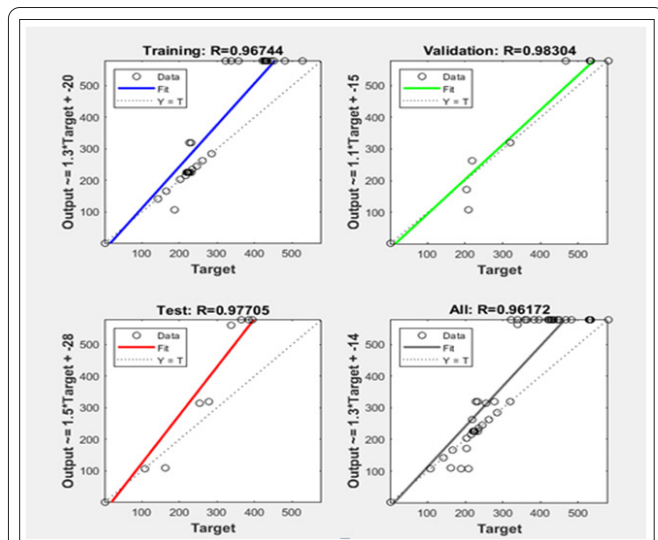 Training: R=0.96744
Output ~= 1.3*Target + -20
500
400
300
200
100
0
Data
Fit
Y = T
100 200 300 400 500
Target
Validation: R=0.98304
Output ~= 1.1*Target + -15
500
400
300
200
100
0
Data
Fit
Y = T
100 200 300 400 500
Target
Test: R=0.97705
Output ~= 1.5*Target + -28
500
400
300
200
100
0
Data
Fit
Y = T
100 200 300 400 500
Target
All: R=0.96172
Output ~= 1.3*Target + -14
500
400
300
200
100
0
Data
Fit
Y = T
100 200 300 400 500
Target